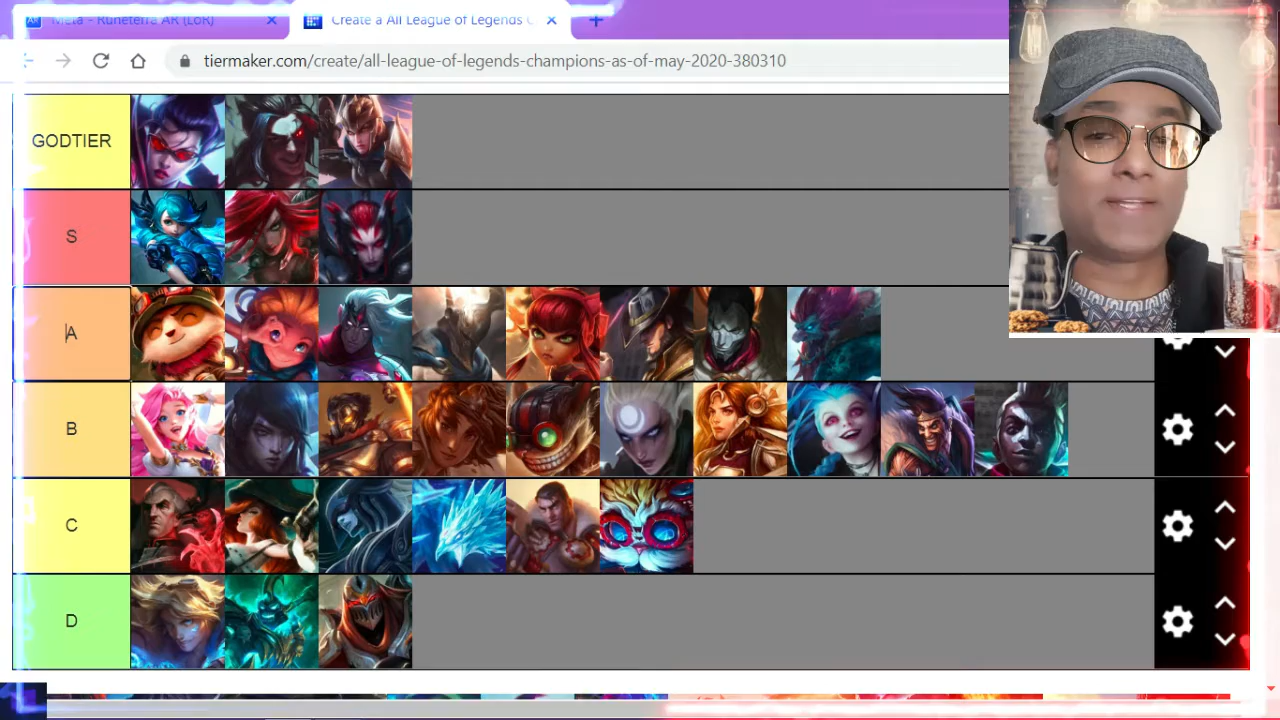 Meta - Runeterra AR (LoR)
Create a All League of Legends C
tiermaker.com/create/all-league-of-legends-champions-as-of-may-2020-380310
GODTIER
S
A
B
C
D